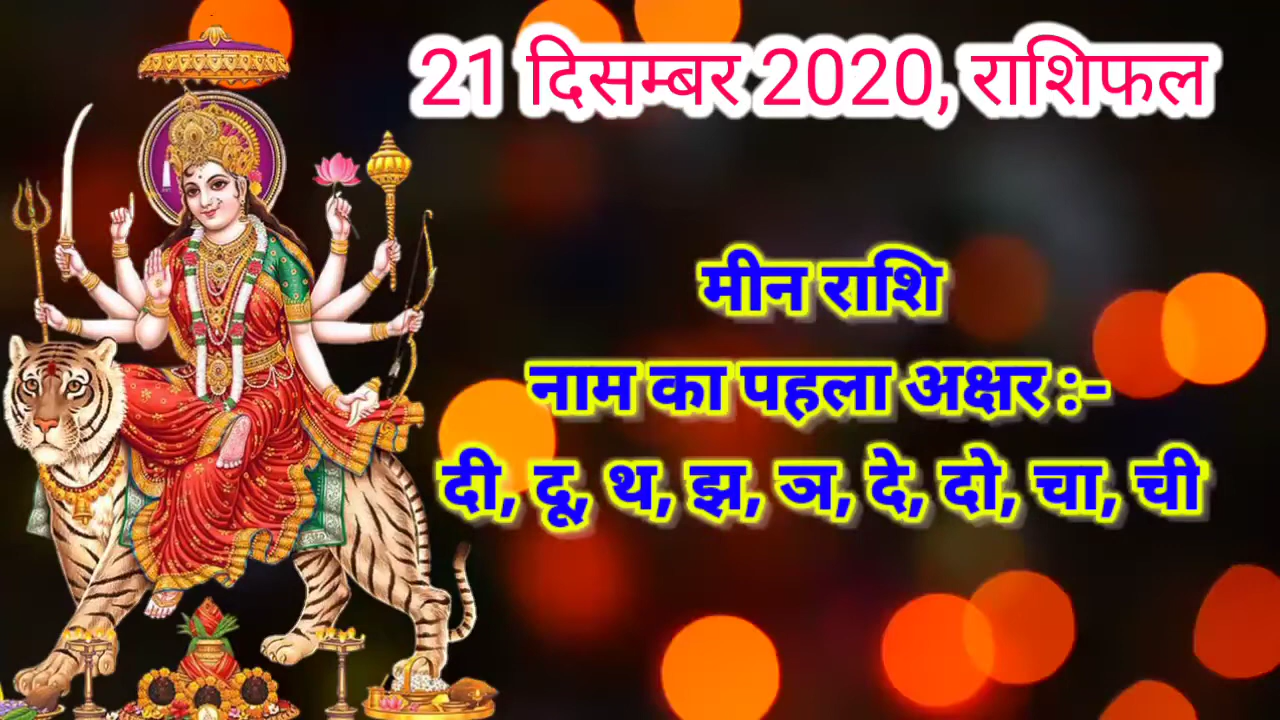 21 दिसम्बर 2020, राशिफल
मीन राशि
नाम का पहला अक्षर :-
दी, दू, थ, झ, ञ, दे, दो, चा, ची